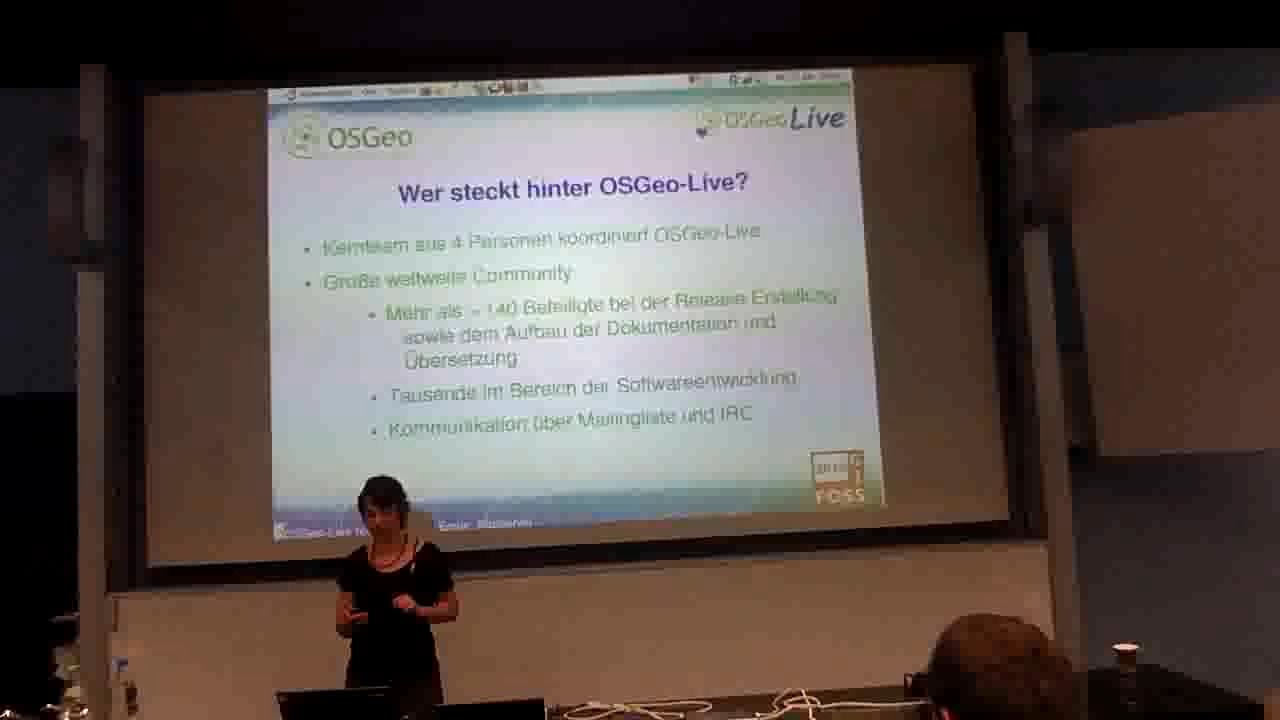 OSGeo
OSGeo Live
Wer steckt hinter OSGeo-Live?
• Kernteam aus 4 Personen koordiniert OSGeo-Live
• Große weltweite Community
• Mehr als ~ 140 Beteiligte bei der Release Erstellung
sowie dem Aufbau der Dokumentation und
Übersetzung
• Tausende im Bereich der Softwareentwicklung
• Kommunikation über Mailingliste und IRC
FOSS
OSGeo-Live